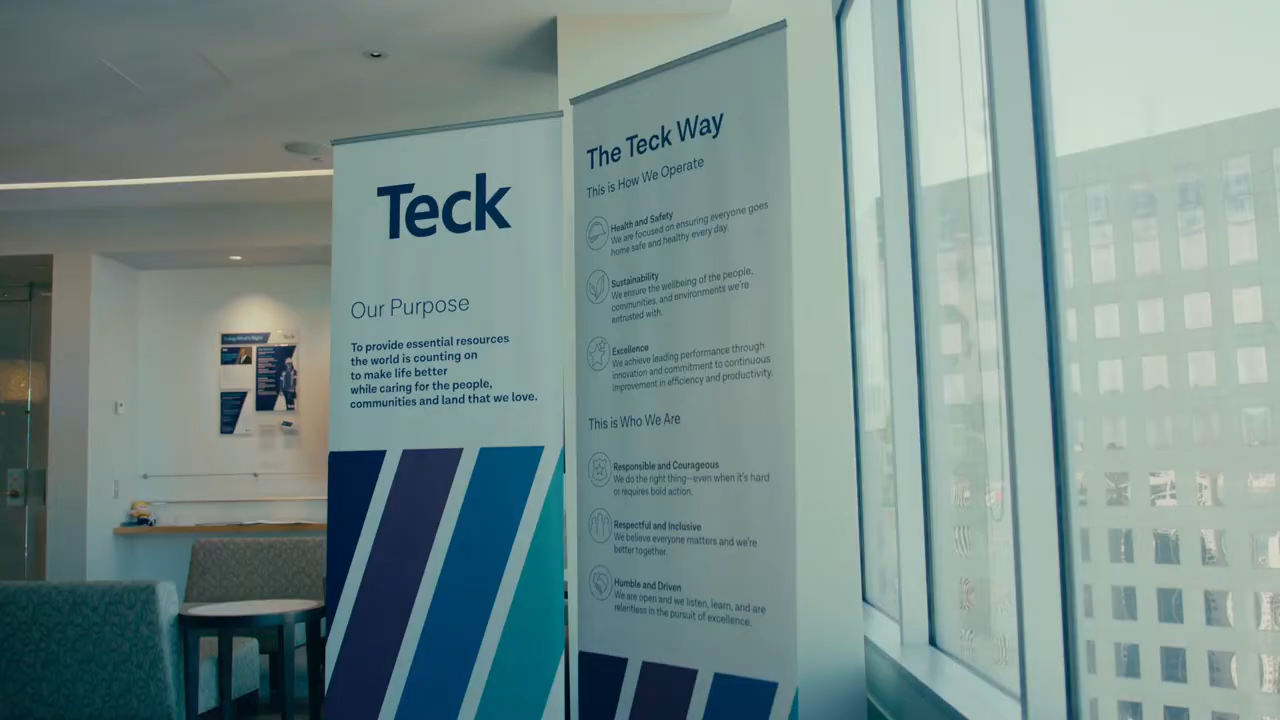 Teck
Our Purpose
To provide essential resources
the world is counting on
to make life better
while caring for the people,
communities and land that we love.
The Teck Way
This is How We Operate
Health and Safety
We are focused on ensuring everyone goes
home safe and healthy every day.
Sustainability
We ensure the wellbeing of the people,
communities, and environments we're
entrusted with.
Excellence
We achieve leading performance through
innovation and commitment to continuous
improvement in efficiency and productivity.
This is Who We Are
Responsible and Courageous
We do the right thing—even when it's hard
or requires bold action.
Respectful and Inclusive
We believe everyone matters and we're
better together.
Humble and Driven
We are open and we listen, learn, and are
relentless in the pursuit of excellence.
Teck